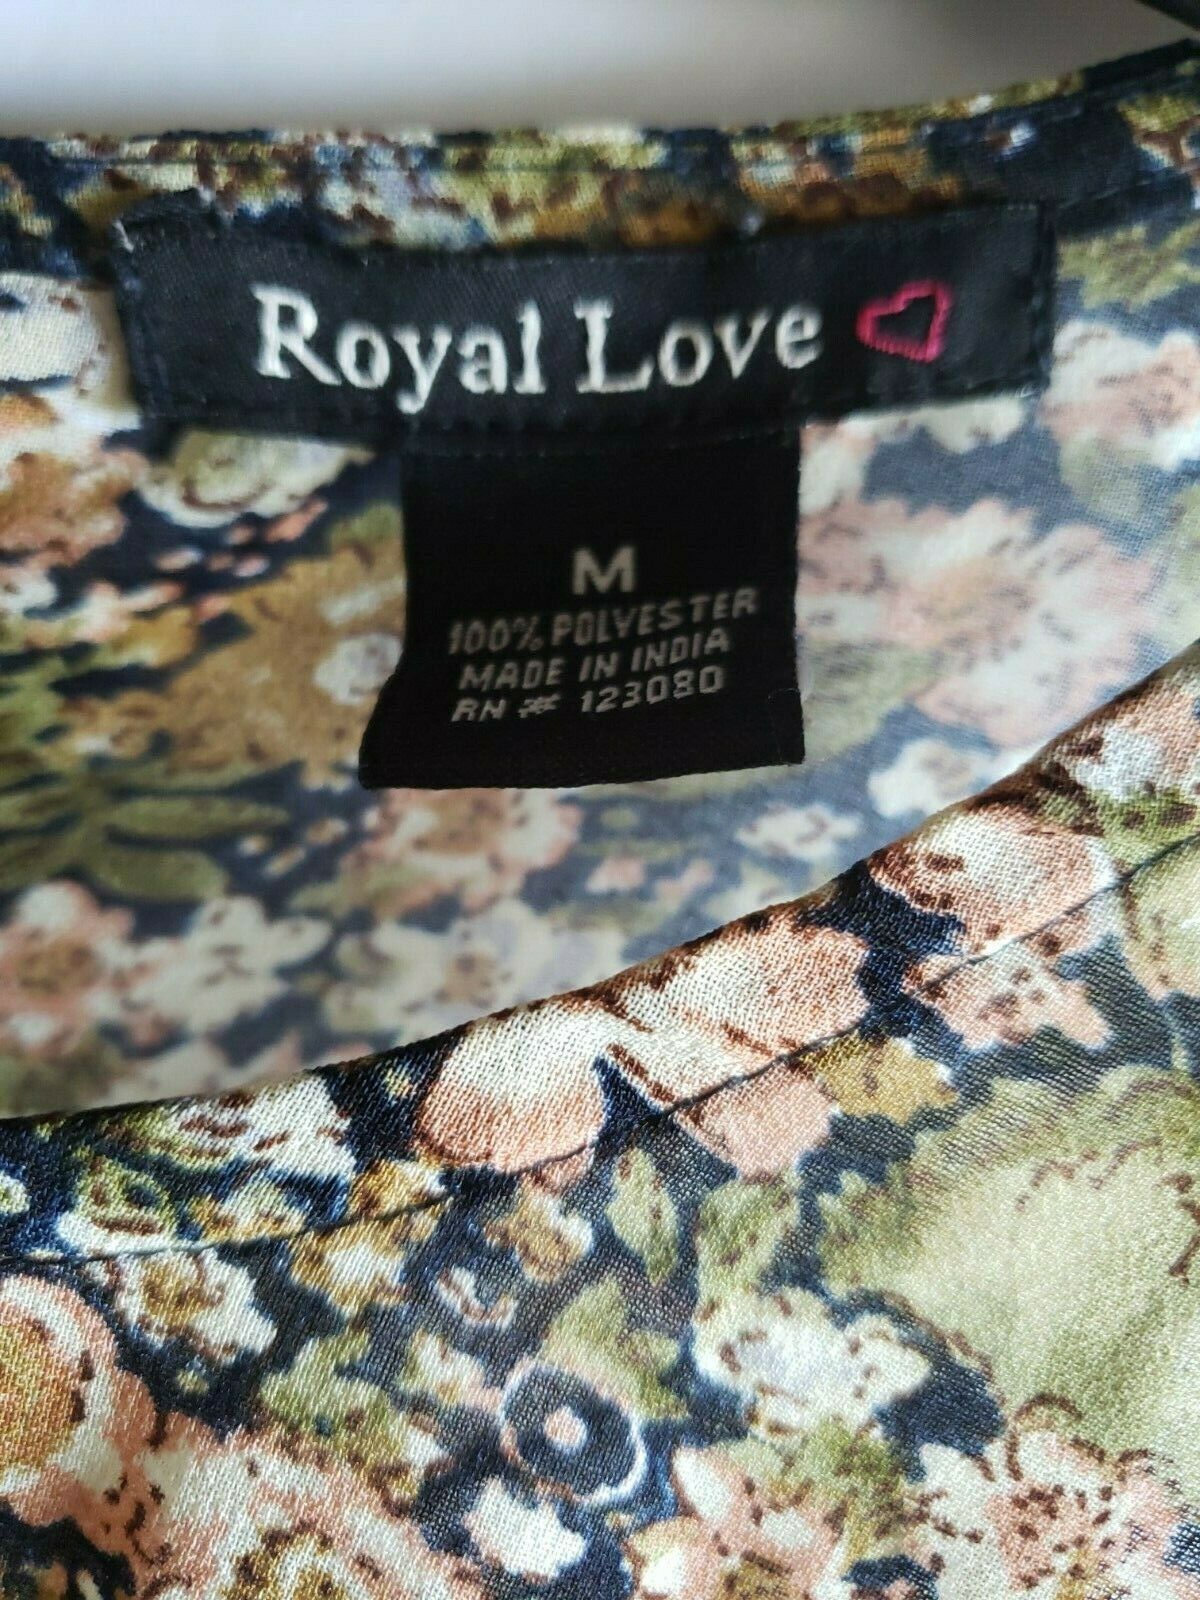 Royal Love
M
100% POLYESTER
MADE IN INDIA
RN # 123080